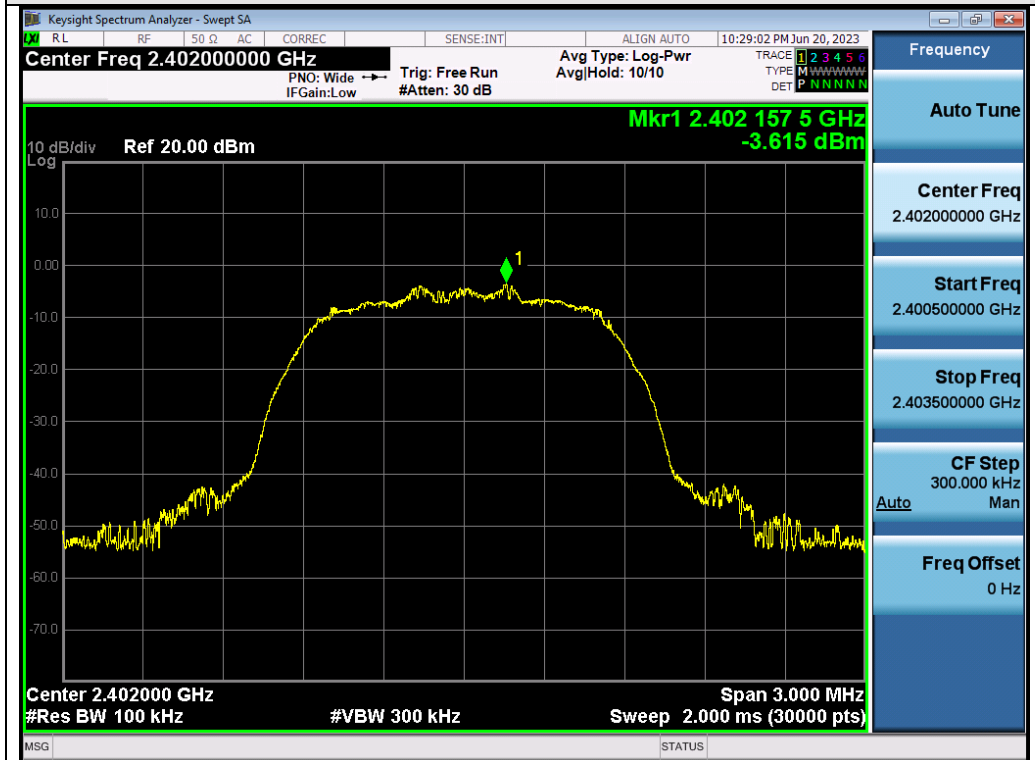 Keysight Spectrum Analyzer - Swept SA
LXI RL RF 50 Ω AC CORREC SENSE:INT ALIGN AUTO 10:29:02 PM Jun 20, 2023
Center Freq 2.402000000 GHz
PNO: Wide
IFGain:Low
Trig: Free Run
#Atten: 30 dB
Avg Type: Log-Pwr
Avg|Hold: 10/10
TRACE 1 2 3 4 5 6
TYPE M W W W W W
DET P N N N N N
Mkr1 2.402 157 5 GHz
-3.615 dBm
10 dB/div Ref 20.00 dBm
Log
10.0
0.00
-10.0
-20.0
-30.0
-40.0
-50.0
-60.0
-70.0
1
Center 2.402000 GHz Span 3.000 MHz
#Res BW 100 kHz #VBW 300 kHz Sweep 2.000 ms (30000 pts)
MSG STATUS
Frequency
Auto Tune
Center Freq
2.402000000 GHz
Start Freq
2.400500000 GHz
Stop Freq
2.403500000 GHz
CF Step
300.000 kHz
Auto Man
Freq Offset
0 Hz